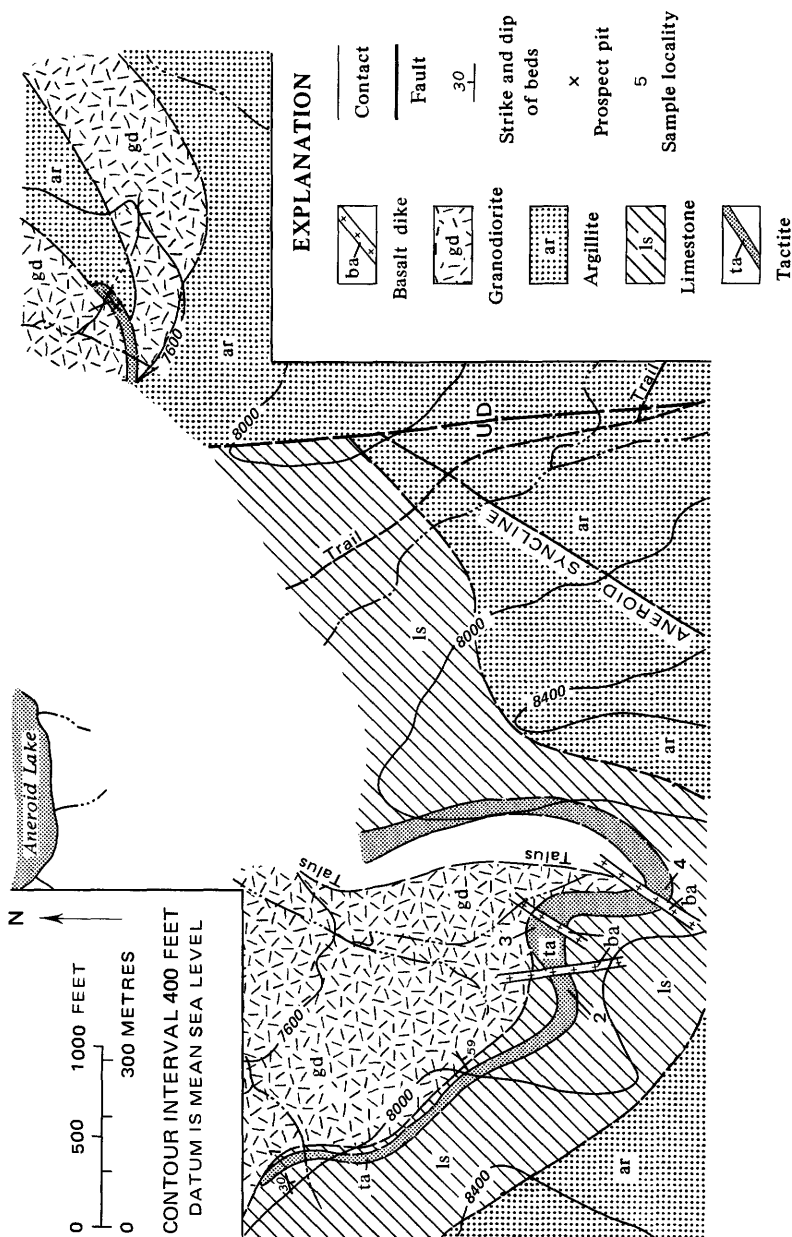 Aneroid Lake
N
0 500 1000 FEET
0 300 METRES
CONTOUR INTERVAL 400 FEET
DATUM IS MEAN SEA LEVEL
gd
ar
gd
7600
ar
8000
U D
Trail
Trail
ANEROID SYNCLINE
ar
ls
8000
8400
ar
Talus
Talus
gd
7600
gd
8000
59
30
1
ta
ls
8400
ar
3
ta
ba
2
4
ba
ls
EXPLANATION
ba
Basalt dike
gd
Granodiorite
ar
Argillite
ls
Limestone
ta
Tactite
Contact
Fault
30
Strike and dip
of beds
x
Prospect pit
5
Sample locality